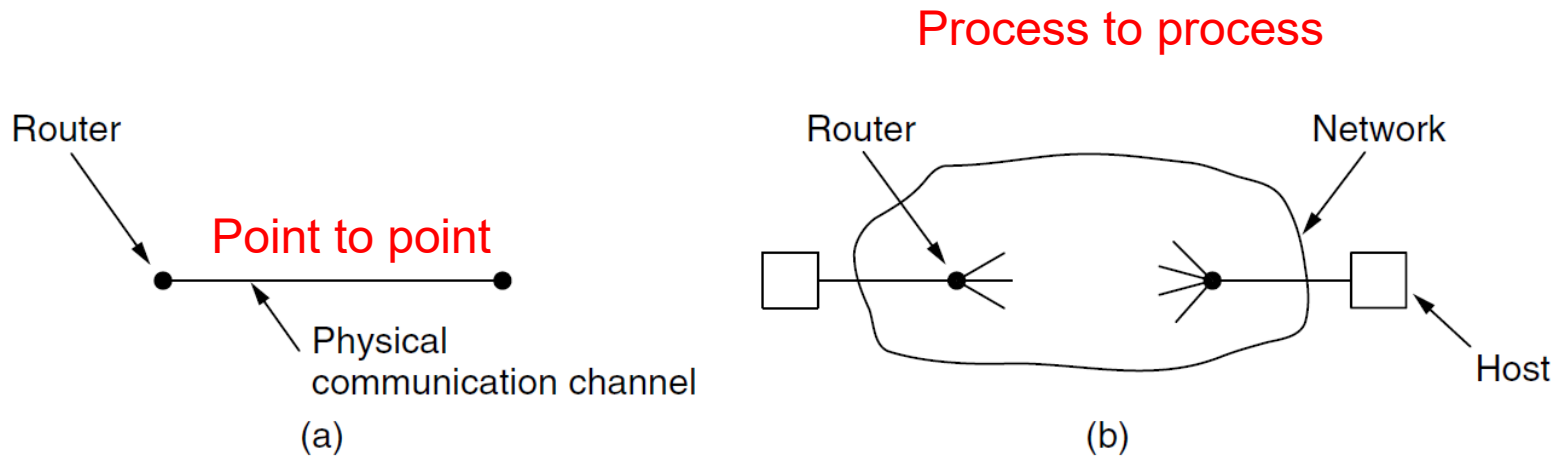 Process to process
Router
Point to point
Physical
communication channel
(a)
Router
Network
Host
(b)